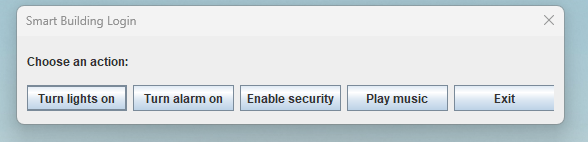 Smart Building Login
Choose an action:
Turn lights on Turn alarm on Enable security Play music Exit